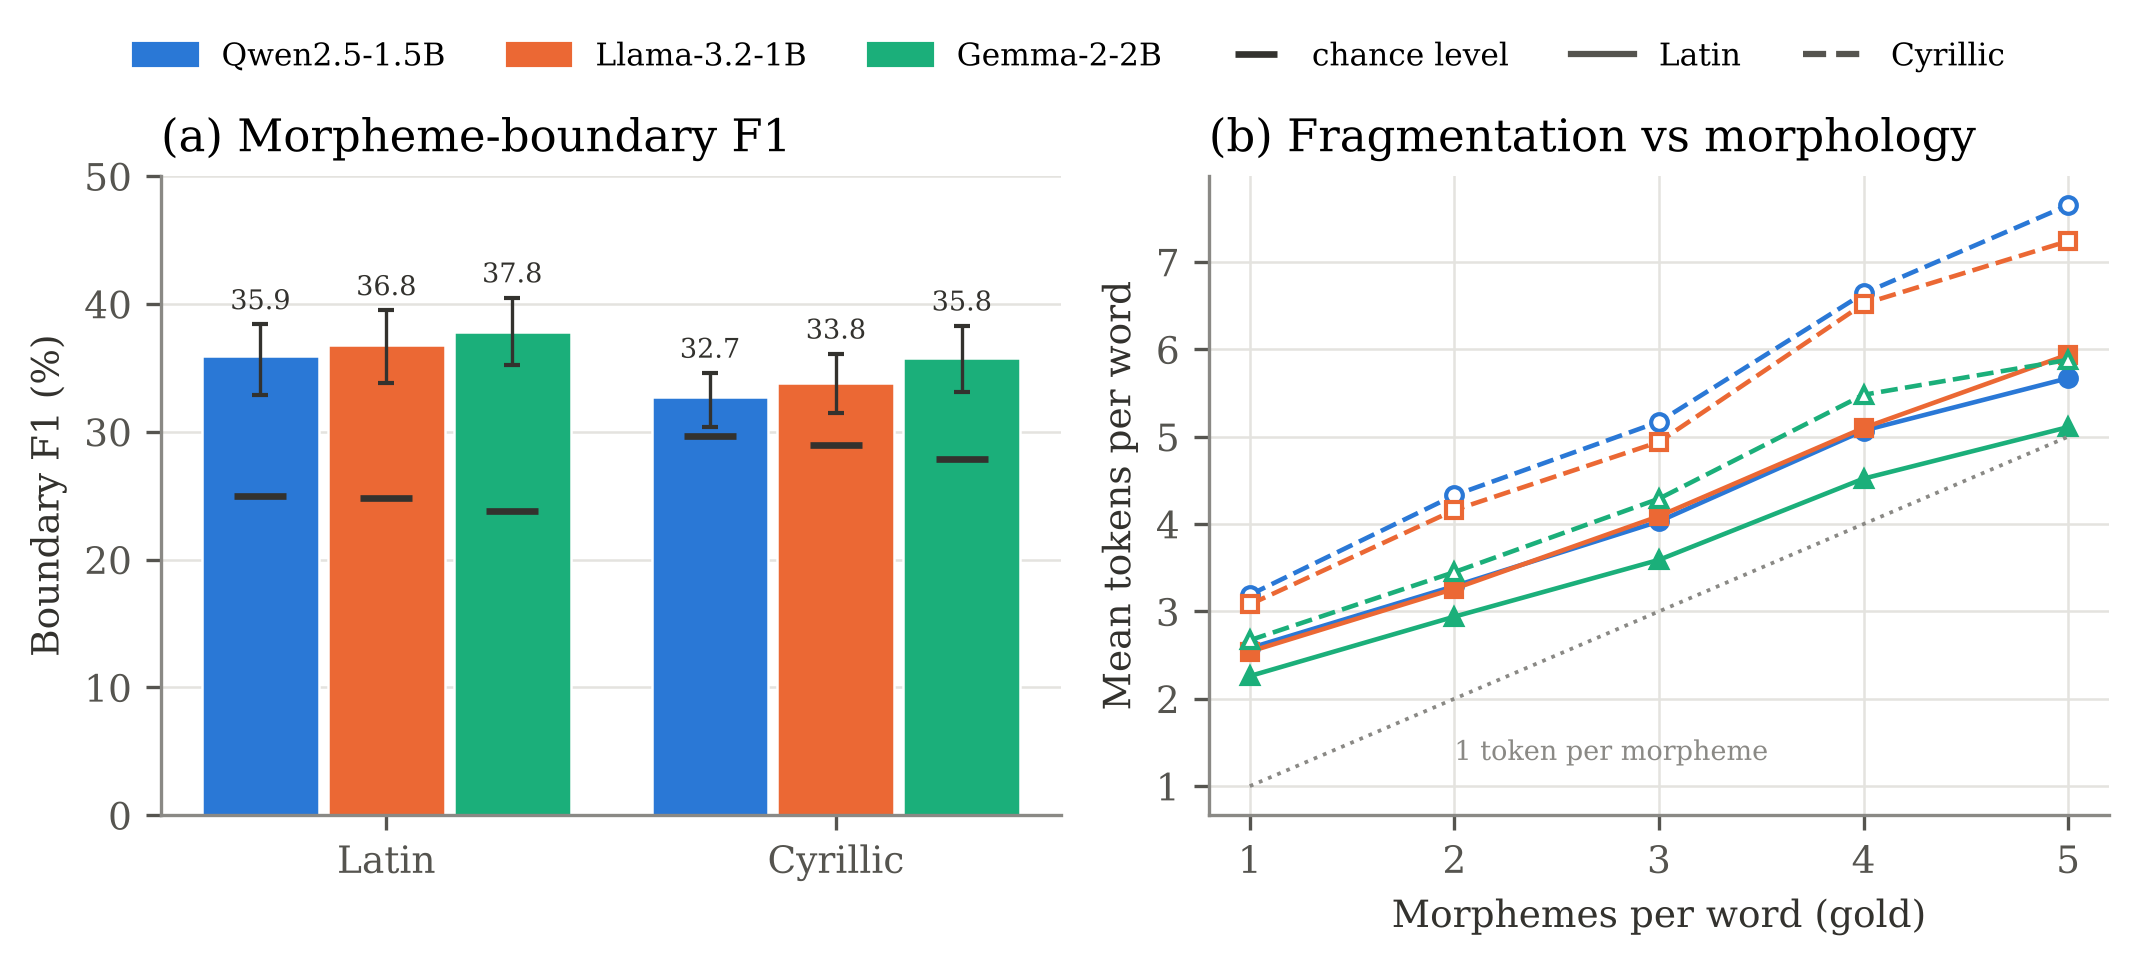 Qwen2.5-1.5B Llama-3.2-1B Gemma-2-2B chance level Latin Cyrillic
(a) Morpheme-boundary F1
Boundary F1 (%)
50
40
30
20
10
0
35.9
36.8
37.8
32.7
33.8
35.8
Latin Cyrillic
(b) Fragmentation vs morphology
Mean tokens per word
7
6
5
4
3
2
1
1 token per morpheme
1 2 3 4 5
Morphemes per word (gold)